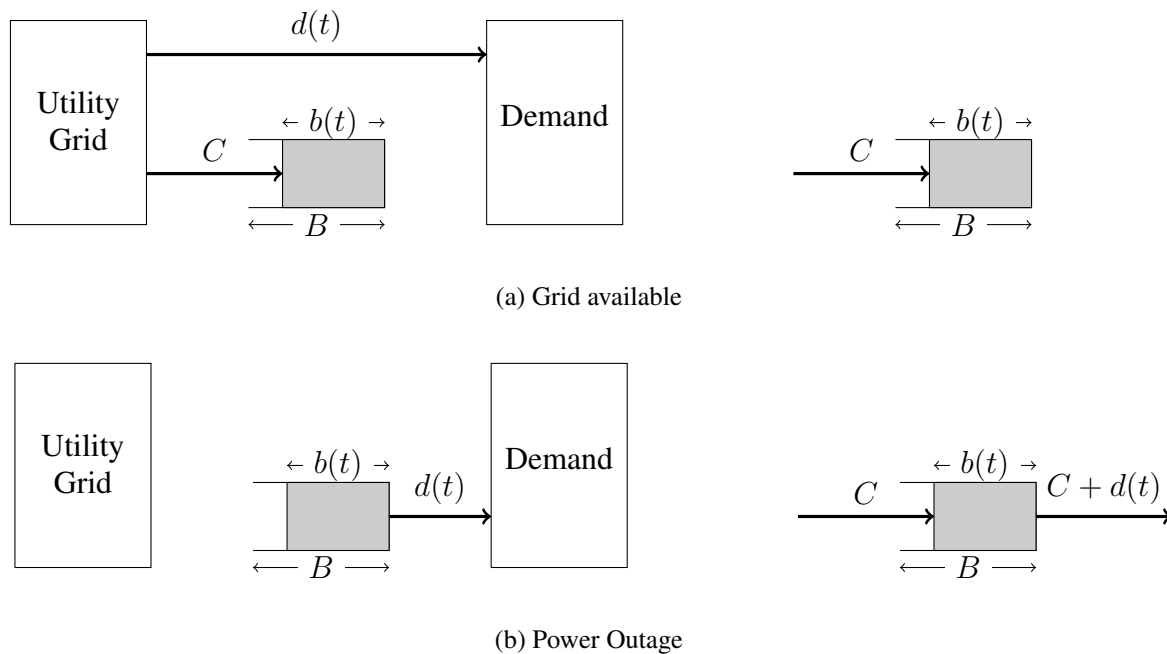 d(t)
Utility
Grid
Demand
b(t)
C
B
b(t)
C
B
(a) Grid available
Utility
Grid
Demand
b(t)
d(t)
B
b(t)
C
C + d(t)
B
(b) Power Outage